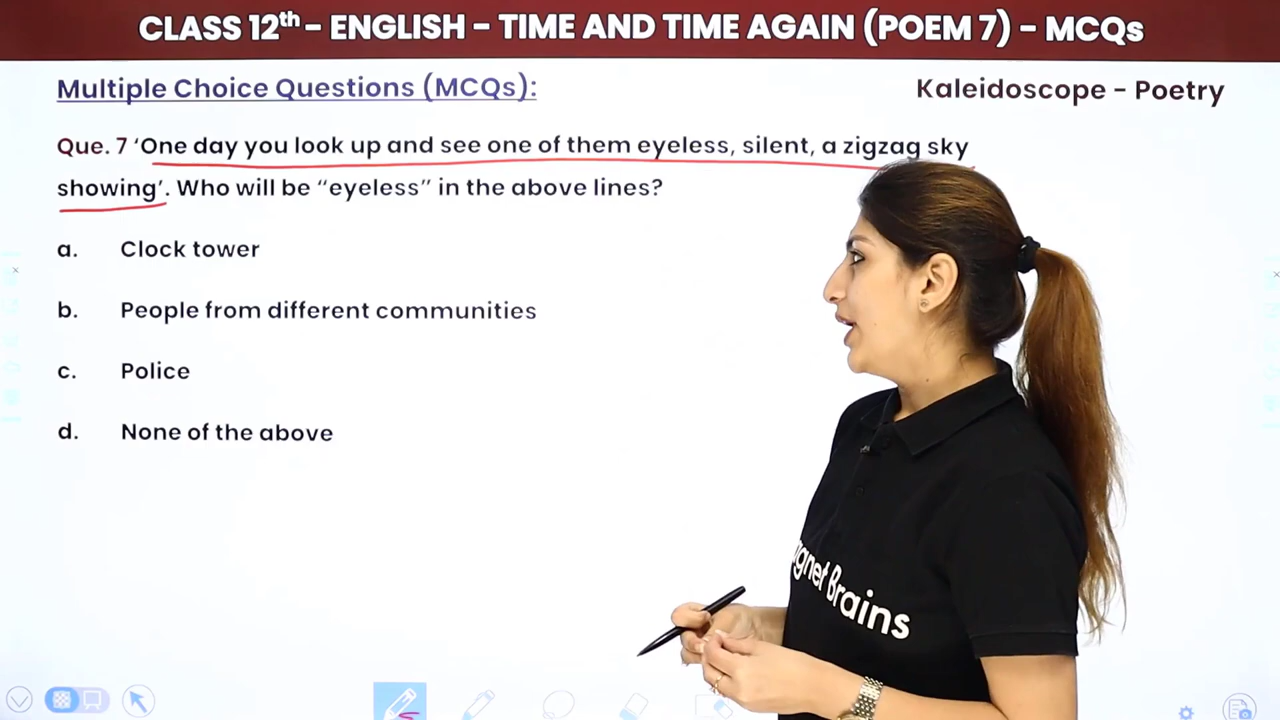 CLASS 12th – ENGLISH – TIME AND TIME AGAIN (POEM 7) – MCQs
Multiple Choice Questions (MCQs):
Kaleidoscope – Poetry
Que. 7 ‘One day you look up and see one of them eyeless, silent, a zigzag sky
showing’. Who will be “eyeless” in the above lines?
a. Clock tower
b. People from different communities
c. Police
d. None of the above
Brains